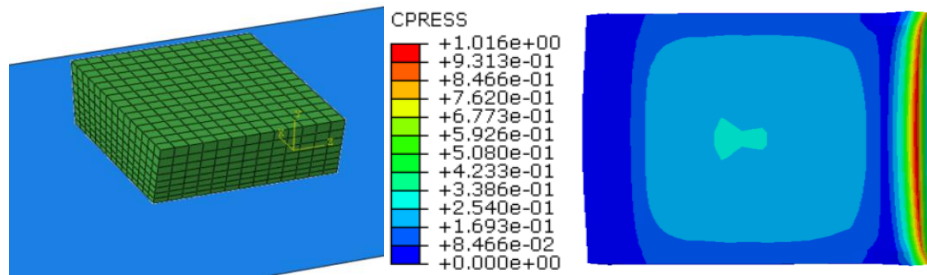 CPRESS
+1.016e+00
+9.313e-01
+8.466e-01
+7.620e-01
+6.773e-01
+5.926e-01
+5.080e-01
+4.233e-01
+3.386e-01
+2.540e-01
+1.693e-01
+8.466e-02
+0.000e+00